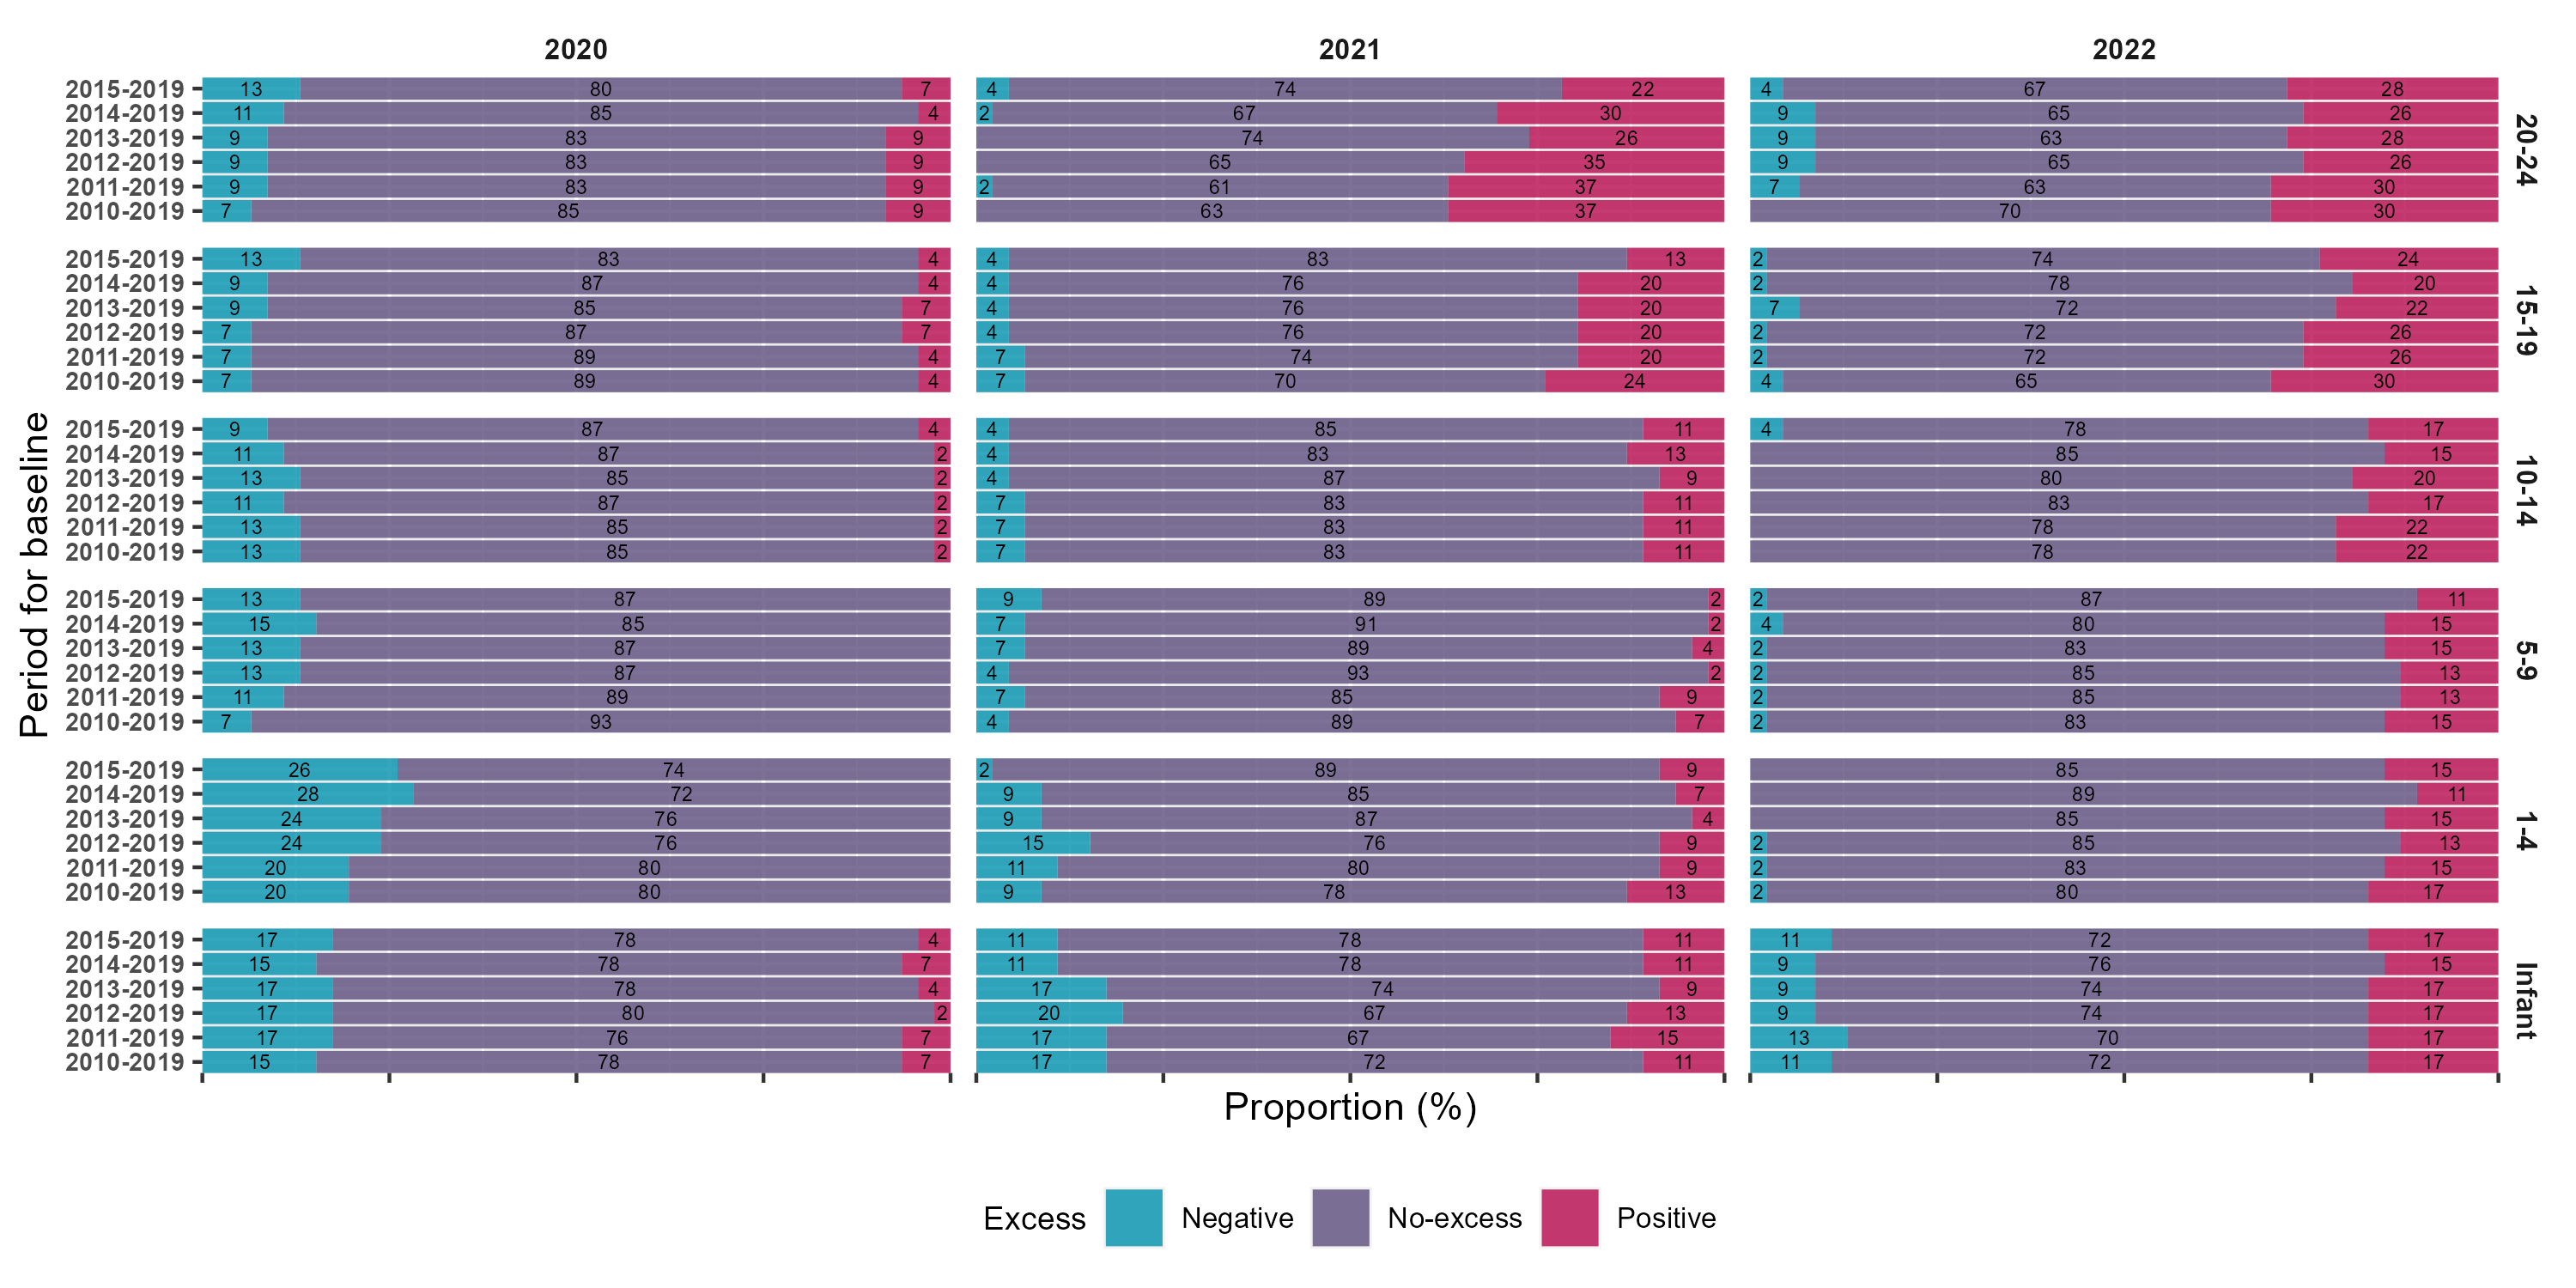 2020 2021 2022
2015-2019 13 80 7 4 74 22 4 67 28
2014-2019 11 85 4 2 67 30 9 65 26
2013-2019 9 83 9 74 26 9 63 28
2012-2019 9 83 9 65 35 9 65 26
2011-2019 9 83 9 2 61 37 7 63 30
2010-2019 7 85 9 63 37 70 30
20-24
2015-2019 13 83 4 4 83 13 2 74 24
2014-2019 9 87 4 4 76 20 2 78 20
2013-2019 9 85 7 4 76 20 7 72 22
2012-2019 7 87 7 4 76 20 2 72 26
2011-2019 7 89 4 7 74 20 2 72 26
2010-2019 7 89 4 7 70 24 4 65 30
15-19
2015-2019 9 87 4 4 85 11 4 78 17
2014-2019 11 87 2 4 83 13 85 15
2013-2019 13 85 2 4 87 9 80 20
2012-2019 11 87 2 7 83 11 83 17
2011-2019 13 85 2 7 83 11 78 22
2010-2019 13 85 2 7 83 11 78 22
10-14
2015-2019 13 87 9 89 2 2 87 11
2014-2019 15 85 7 91 2 4 80 15
2013-2019 13 87 7 89 4 2 83 15
2012-2019 13 87 4 93 2 2 85 13
2011-2019 11 89 7 85 9 2 85 13
2010-2019 7 93 4 89 7 2 83 15
5-9
2015-2019 26 74 2 89 9 85 15
2014-2019 28 72 9 85 7 89 11
2013-2019 24 76 9 87 4 85 15
2012-2019 24 76 15 76 9 2 85 13
2011-2019 20 80 11 80 9 2 83 15
2010-2019 20 80 9 78 13 2 80 17
1-4
2015-2019 17 78 4 11 78 11 11 72 17
2014-2019 15 78 7 11 78 11 9 76 15
2013-2019 17 78 4 17 74 9 9 74 17
2012-2019 17 80 2 20 67 13 9 74 17
2011-2019 17 76 7 17 67 15 13 70 17
2010-2019 15 78 7 17 72 11 11 72 17
Infant
Period for baseline
Proportion (%)
Excess Negative No-excess Positive